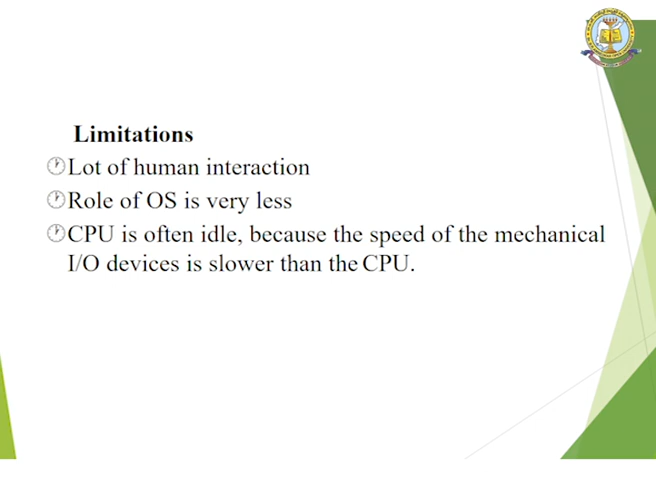 Limitations
Lot of human interaction
Role of OS is very less
CPU is often idle, because the speed of the mechanical
I/O devices is slower than the CPU.